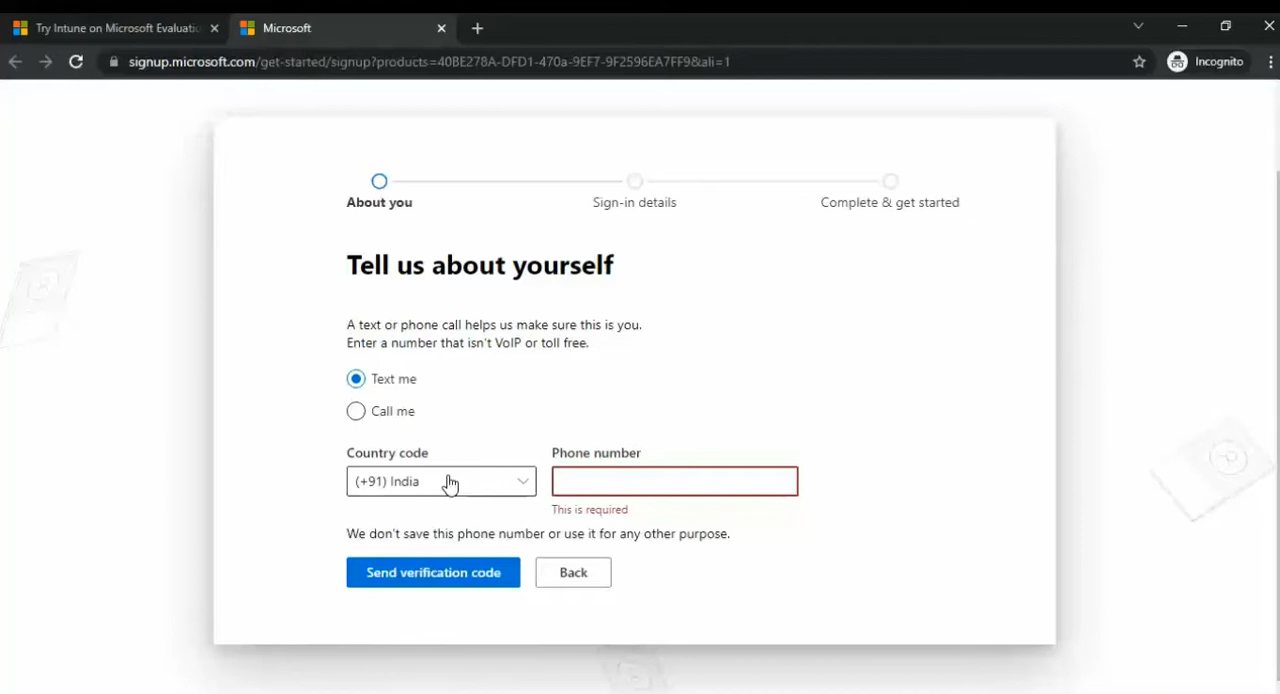 Try Intune on Microsoft Evaluatio
Microsoft
signup.microsoft.com/get-started/signup?products=40BE278A-DFD1-470a-9EF7-9F2596EA7FF9&ali=1
Incognito
About you
Sign-in details
Complete & get started
Tell us about yourself
A text or phone call helps us make sure this is you.
Enter a number that isn't VoIP or toll free.
Text me
Call me
Country code
Phone number
(+91) India
This is required
We don't save this phone number or use it for any other purpose.
Send verification code
Back